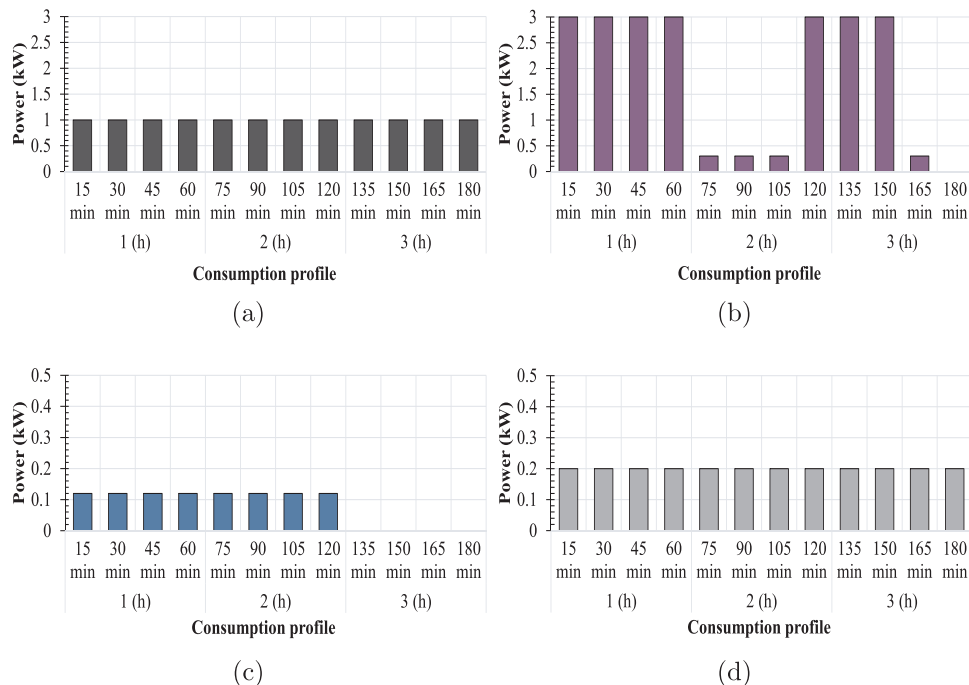 3
2.5
2
1.5
1
0.5
0
Power (kW)
15 30 45 60 75 90 105 120 135 150 165 180
min min min min min min min min min min min min
1 (h) 2 (h) 3 (h)
Consumption profile
(a)
3
2.5
2
1.5
1
0.5
0
Power (kW)
15 30 45 60 75 90 105 120 135 150 165 180
min min min min min min min min min min min min
1 (h) 2 (h) 3 (h)
Consumption profile
(b)
0.5
0.4
0.3
0.2
0.1
0
Power (kW)
15 30 45 60 75 90 105 120 135 150 165 180
min min min min min min min min min min min min
1 (h) 2 (h) 3 (h)
Consumption profile
(c)
0.5
0.4
0.3
0.2
0.1
0
Power (kW)
15 30 45 60 75 90 105 120 135 150 165 180
min min min min min min min min min min min min
1 (h) 2 (h) 3 (h)
Consumption profile
(d)